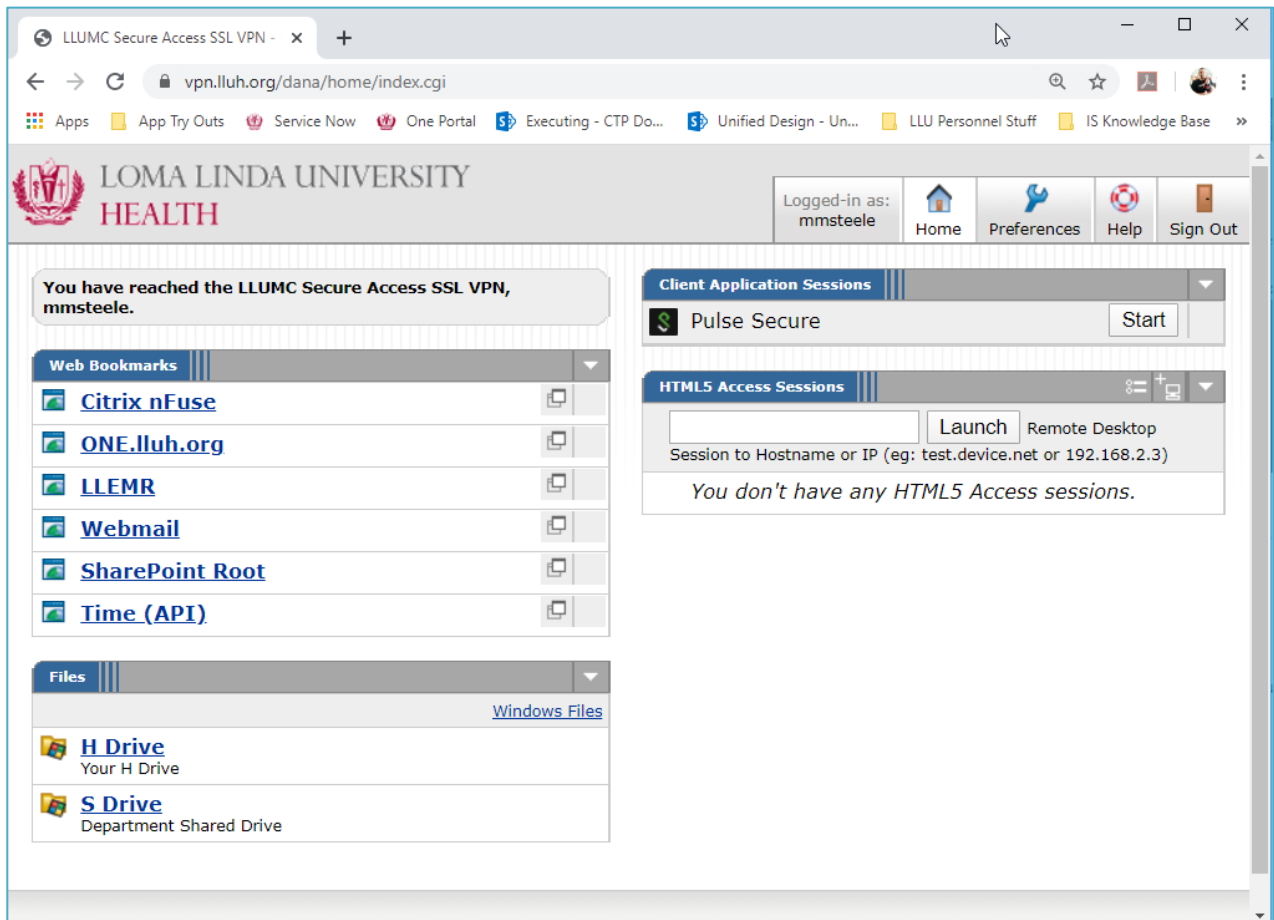 LLUMC Secure Access SSL VPN -
vpn.lluh.org/dana/home/index.cgi
Apps App Try Outs Service Now One Portal Executing - CTP Do... Unified Design - Un... LLU Personnel Stuff IS Knowledge Base »
LOMA LINDA UNIVERSITY
HEALTH
Logged-in as:
mmsteele
Home
Preferences
Help
Sign Out
You have reached the LLUMC Secure Access SSL VPN,
mmsteele.
Web Bookmarks
Citrix nFuse
ONE.lluh.org
LLEMR
Webmail
SharePoint Root
Time (API)
Files
Windows Files
H Drive
Your H Drive
S Drive
Department Shared Drive
Client Application Sessions
Pulse Secure
Start
HTML5 Access Sessions
Launch Remote Desktop
Session to Hostname or IP (eg: test.device.net or 192.168.2.3)
You don't have any HTML5 Access sessions.